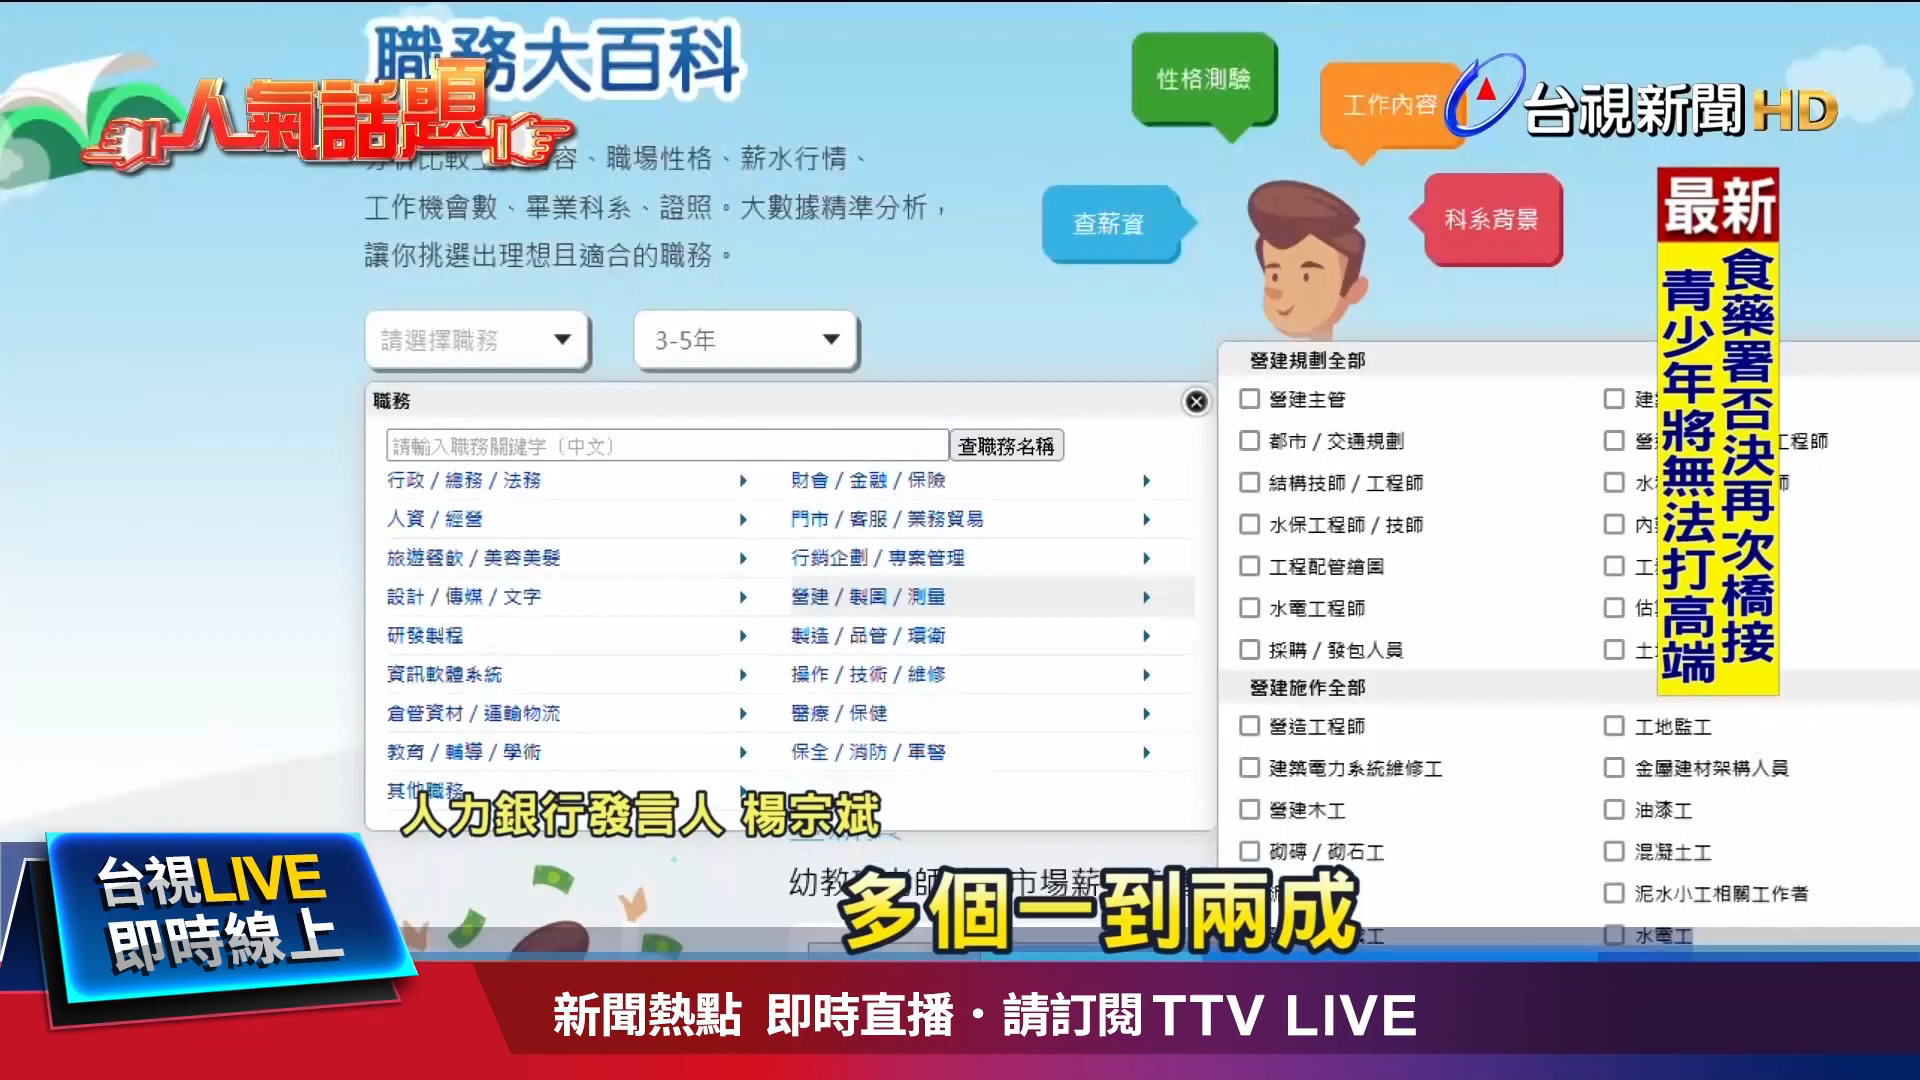 職務大百科
人氣話題
性格測驗
工作內容
台視新聞HD
查薪資
科系背景
容、職場性格、薪水行情、
工作機會數、畢業科系、證照。大數據精準分析，
讓你挑選出理想且適合的職務。
最新
食藥署否決再次橋接
青少年將無法打高端
請選擇職務
3-5年
職務
請輸入職務關鍵字（中文）
查職務名稱
行政 / 總務 / 法務
財會 / 金融 / 保險
人資 / 經營
門市 / 客服 / 業務貿易
旅遊餐飲 / 美容美髮
行銷企劃 / 專案管理
設計 / 傳媒 / 文字
營建 / 製圖 / 測量
研發製程
製造 / 品管 / 環衛
資訊軟體系統
操作 / 技術 / 維修
倉管資材 / 運輸物流
醫療 / 保健
教育 / 輔導 / 學術
保全 / 消防 / 軍警
其他職務
營建規劃全部
營建主管
都市 / 交通規劃
工程師
結構技師 / 工程師
水保工程師 / 技師
工程配管繪圖
水電工程師
採購 / 發包人員
營建施作全部
營造工程師
工地監工
建築電力系統維修工
金屬建材架構人員
營建木工
油漆工
砌磚 / 砌石工
混凝土工
泥水小工相關工作者
水電工
人力銀行發言人 楊宗斌
幼教
市場薪
多個一到兩成
台視LIVE
即時線上
新聞熱點 即時直播・請訂閱TTV LIVE